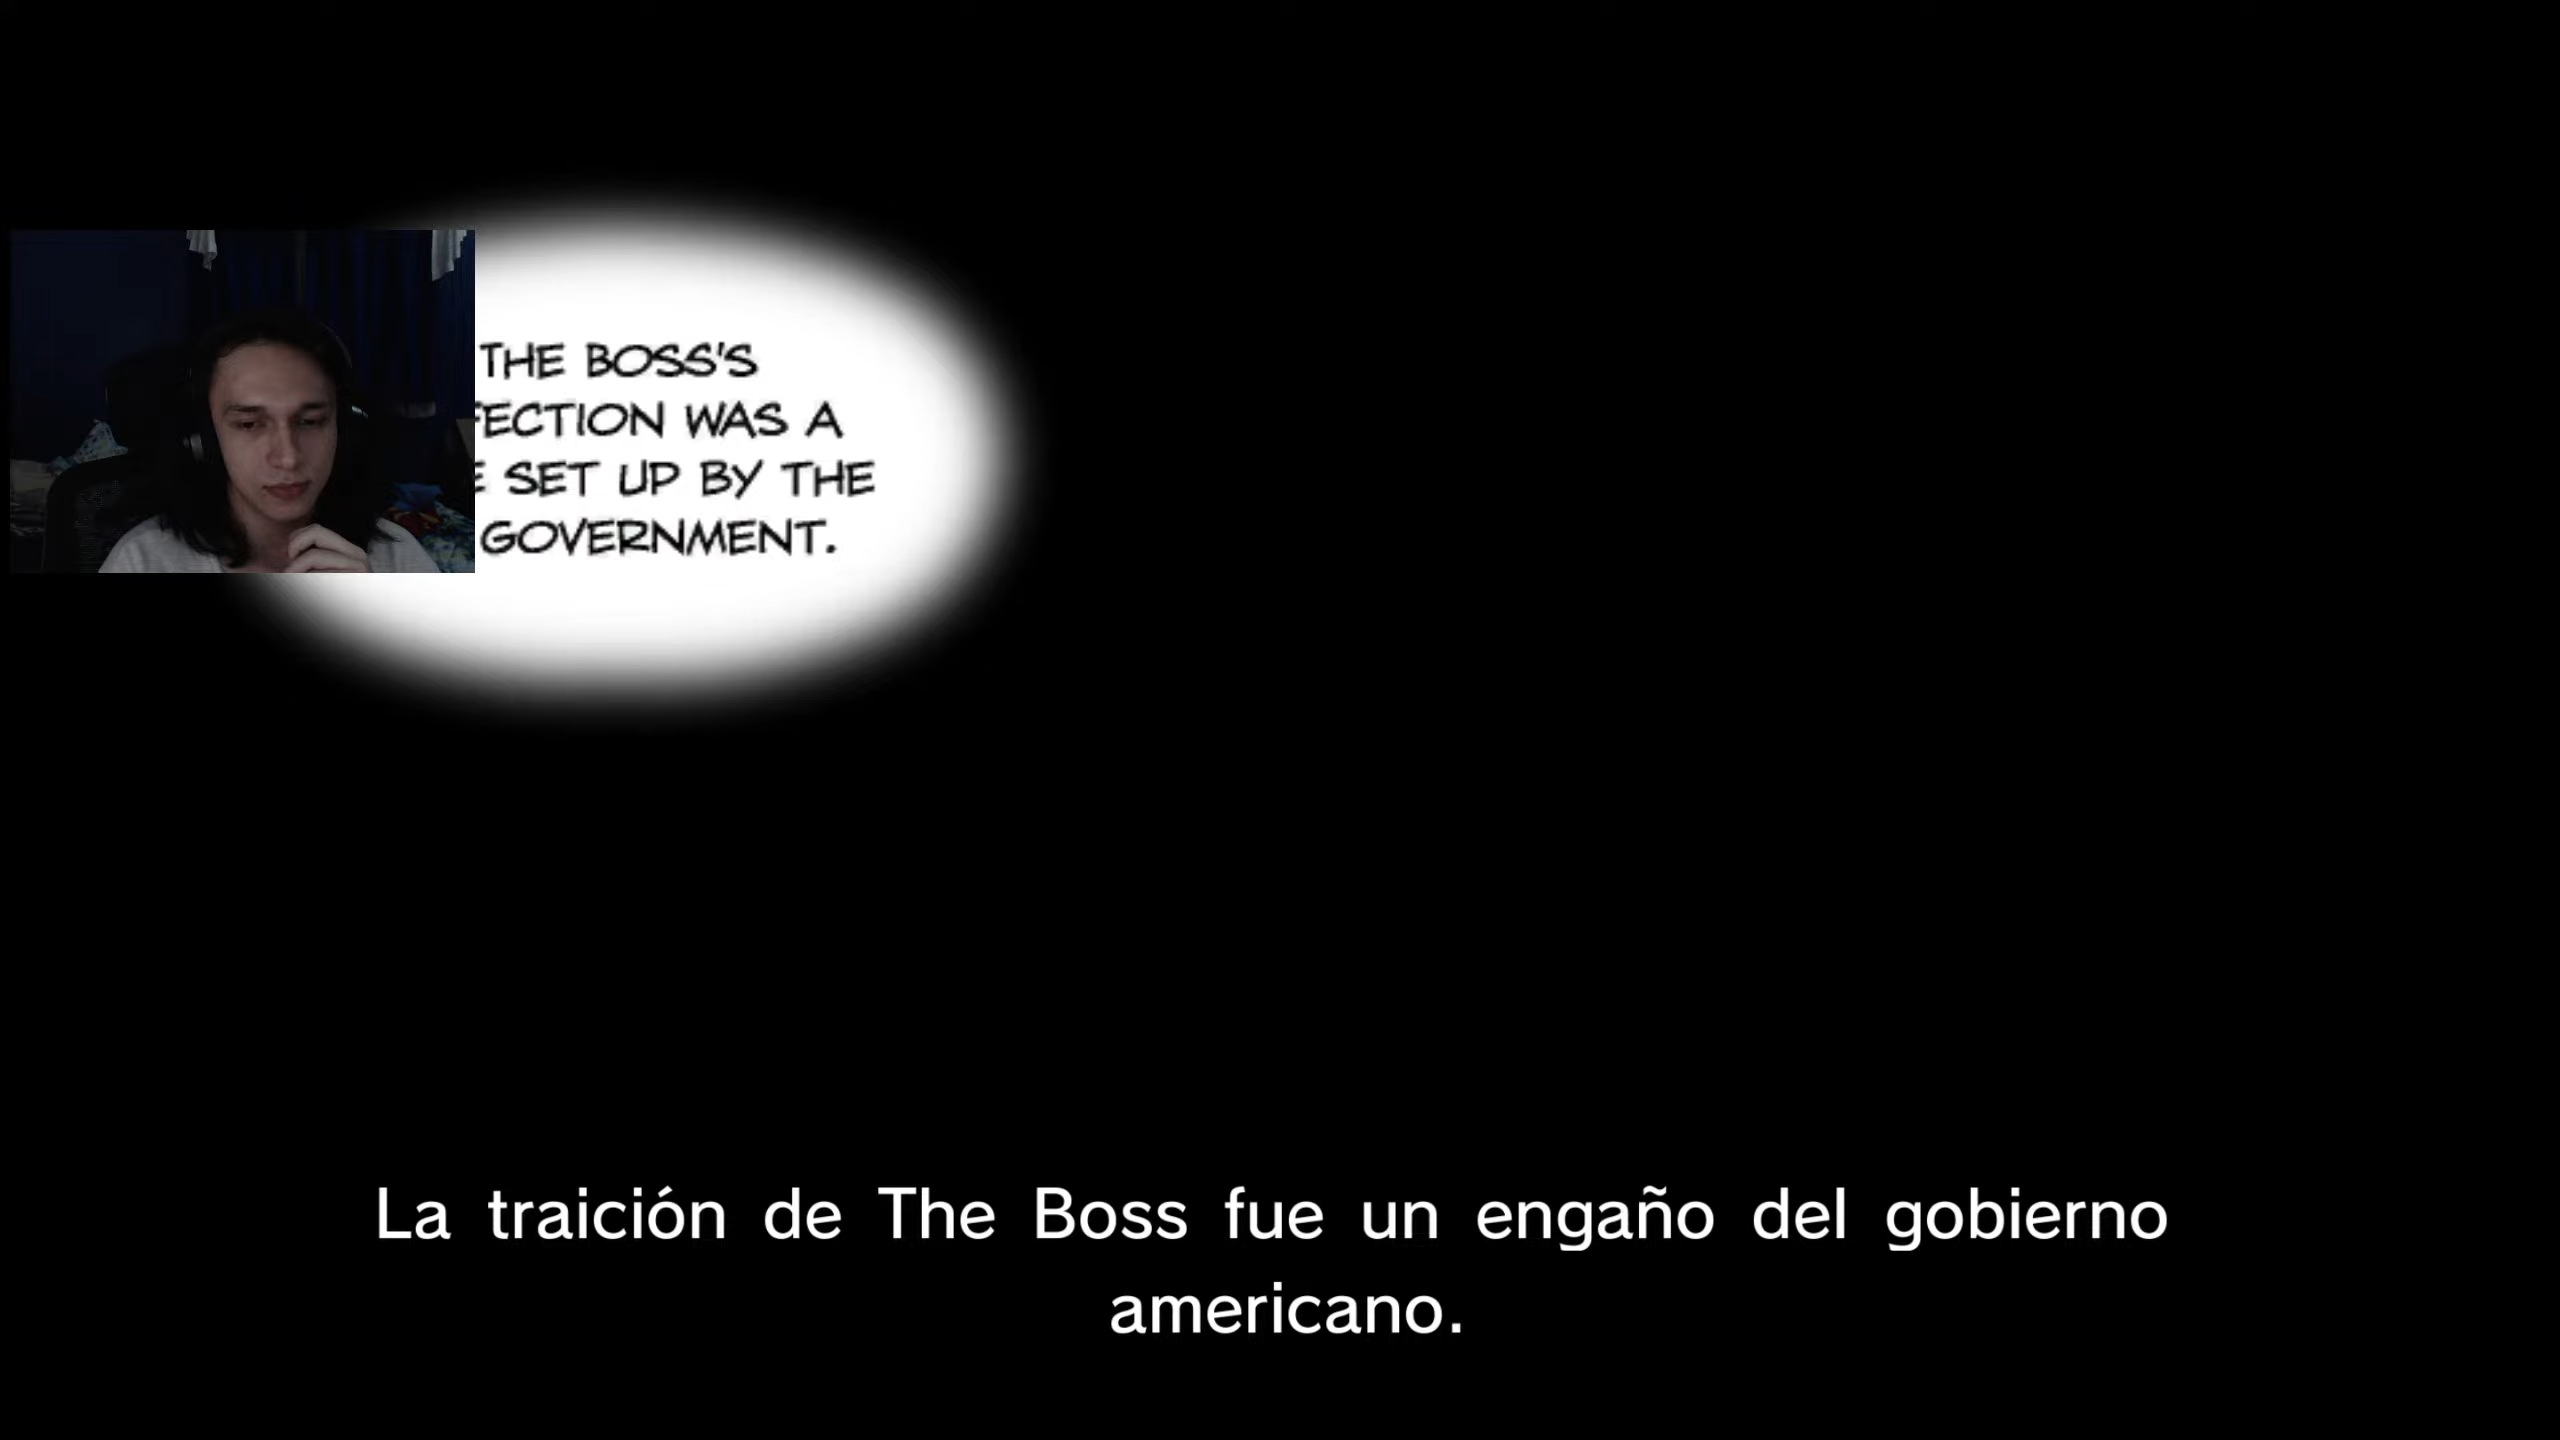 THE BOSS'S
WAS A
SET UP BY THE
GOVERNMENT.
La traición de The Boss fue un engaño del gobierno
americano.